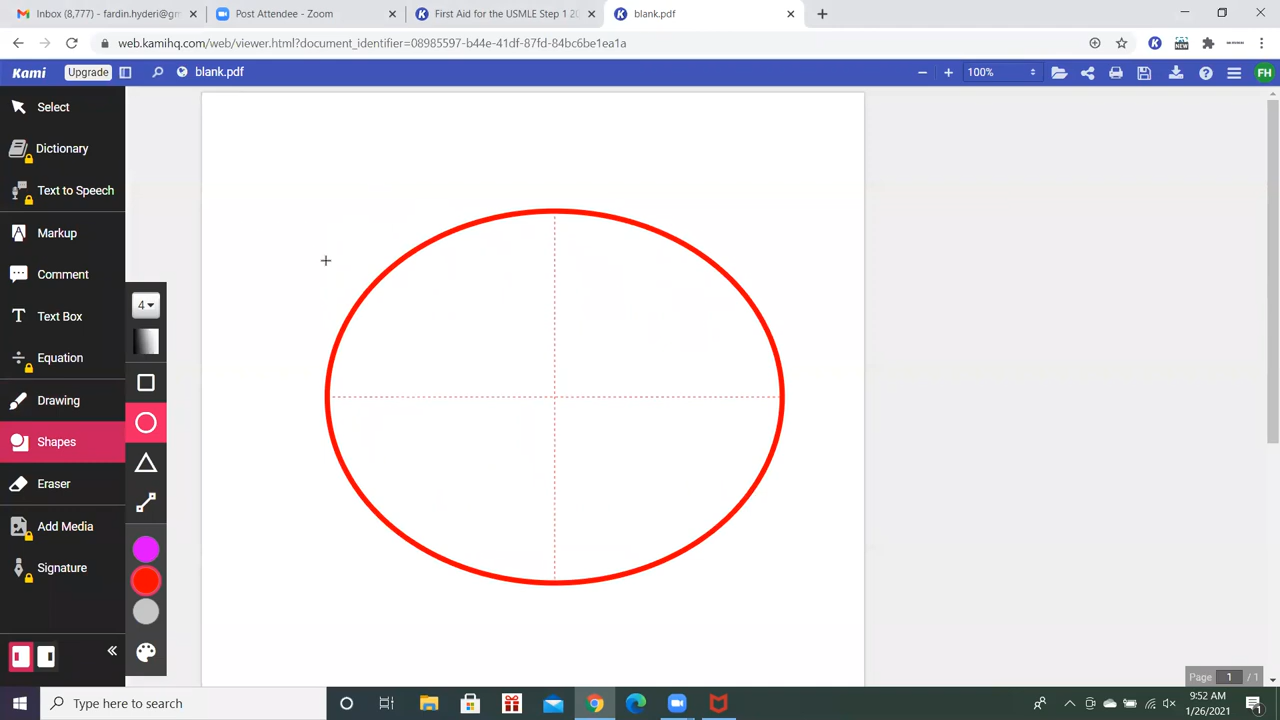 Inbox (8,777) - fardin.hyderi@gm
Post Attendee - Zoom
First Aid for the USMLE Step 1 20
blank.pdf
web.kamihq.com/web/viewer.html?document_identifier=08985597-b44e-41df-87fd-84bc6be1ea1a
Kami
Upgrade
blank.pdf
100%
FH
Select
Dictionary
Text to Speech
Markup
Comment
Text Box
Equation
Drawing
Shapes
Eraser
Add Media
Signature
4
Page 1 / 1
Type here to search
9:52 AM
1/26/2021